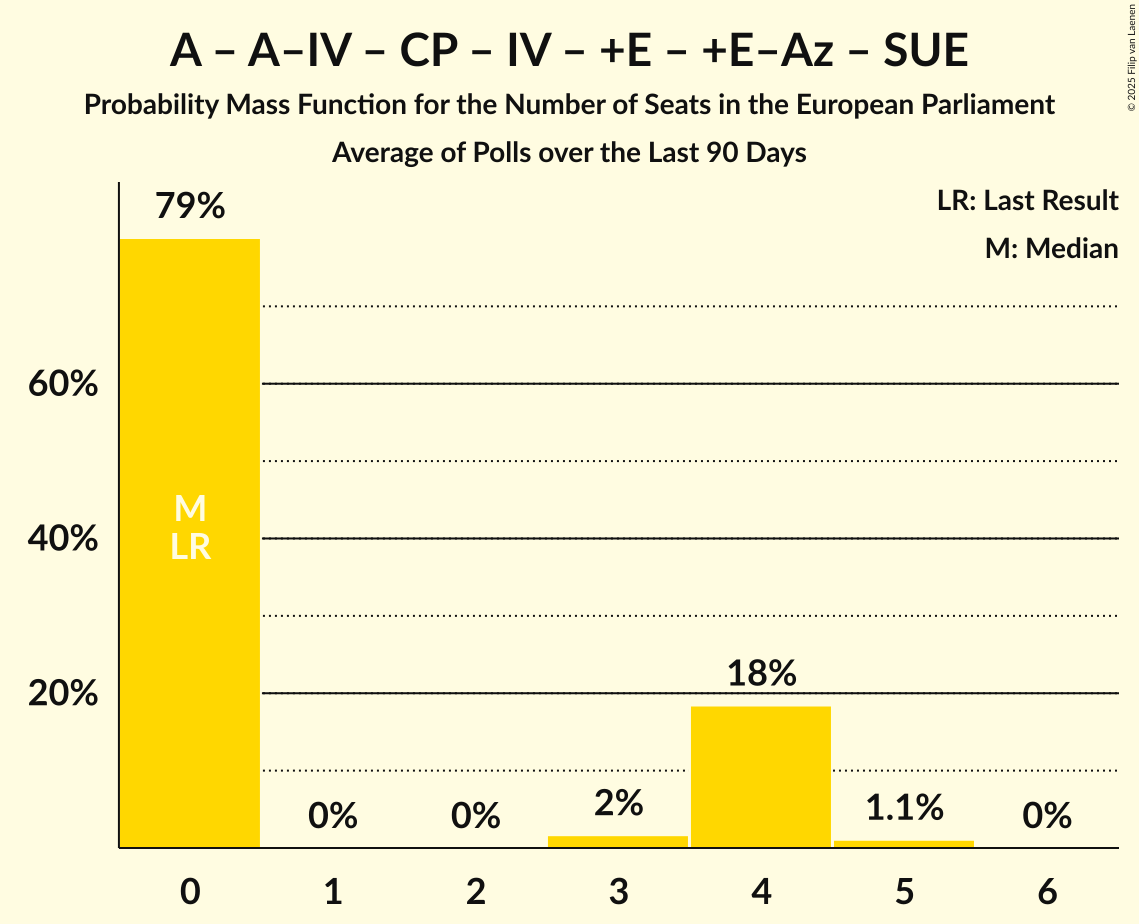 A – A–IV – CP – IV – +E – +E–Az – SUE
Probability Mass Function for the Number of Seats in the European Parliament
Average of Polls over the Last 90 Days
© 2025 Filip van Laenen
LR: Last Result
M: Median
79%
60%
40%
20%
M
LR
0%
0%
2%
18%
1.1%
0%
0
1
2
3
4
5
6